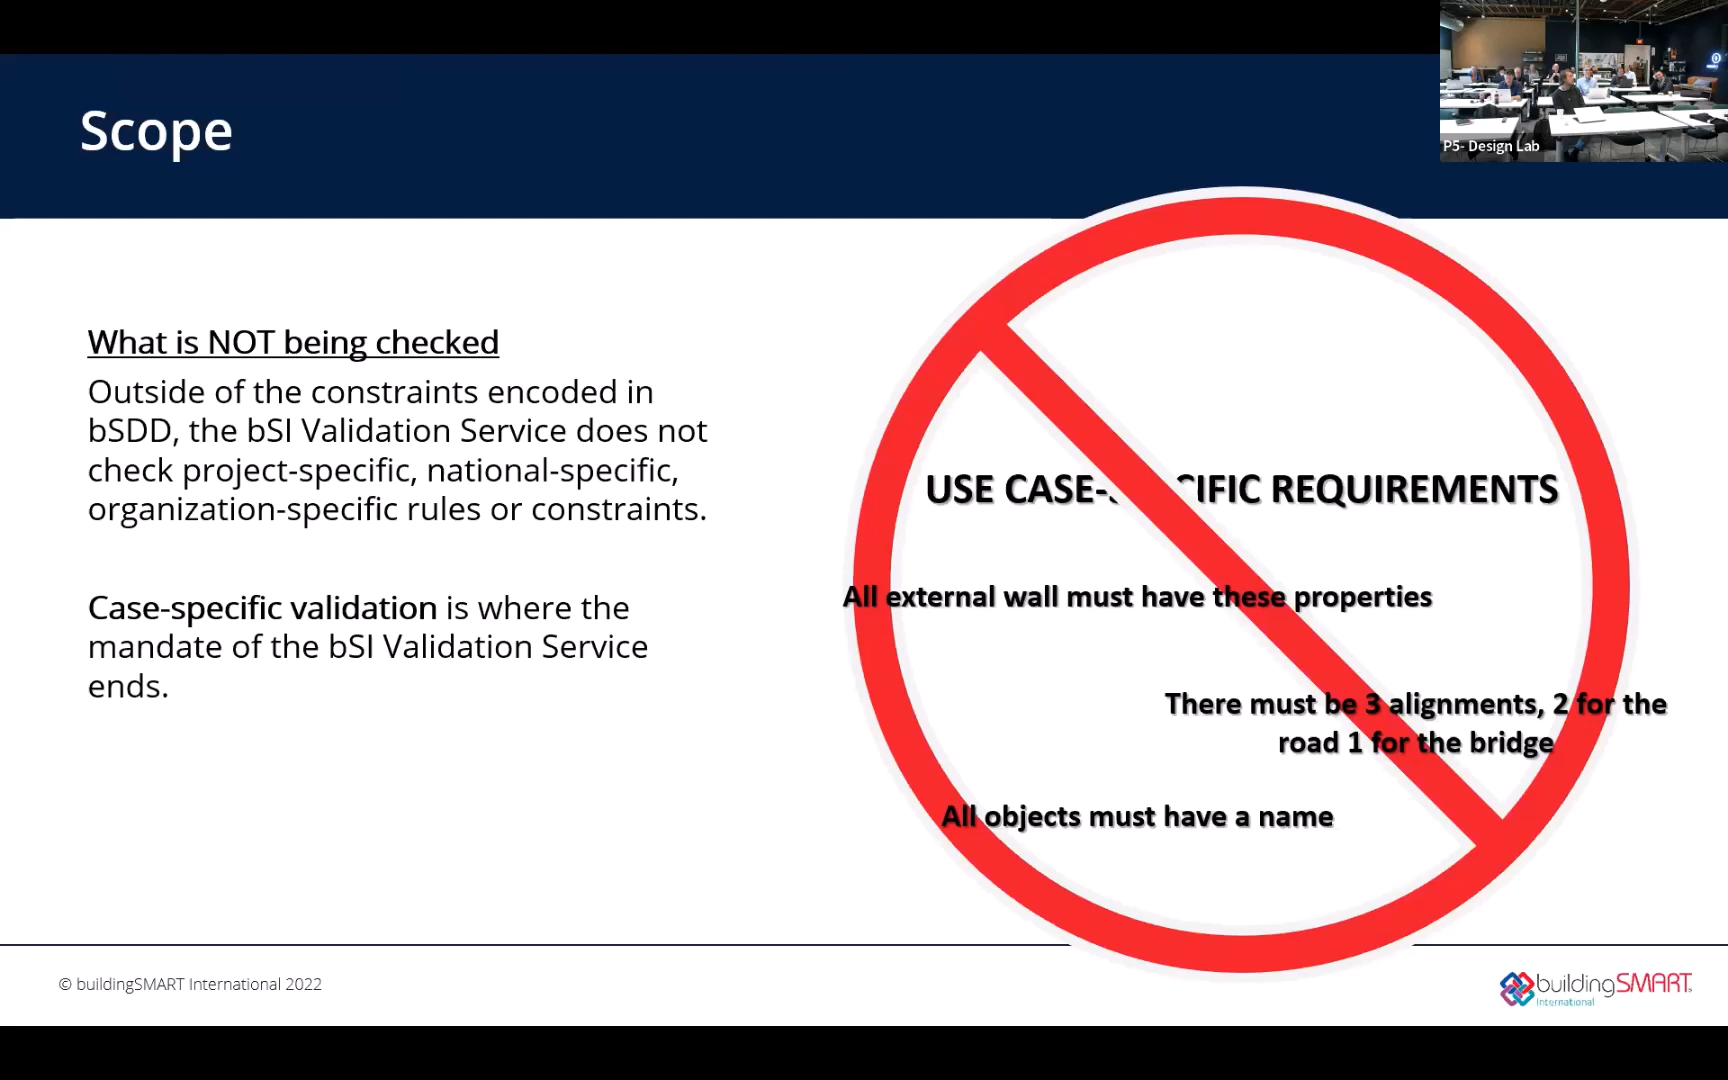 Scope
P5- Design Lab
What is NOT being checked
Outside of the constraints encoded in
bSDD, the bSI Validation Service does not
check project-specific, national-specific,
organization-specific rules or constraints.
Case-specific validation is where the
mandate of the bSI Validation Service
ends.
USE CASE- REQUIREMENTS
All external wall must have these properties
There must be 3 alignments, 2 for the
road 1 for the bridge
All objects must have a name
© buildingSMART International 2022
buildingSMART
International